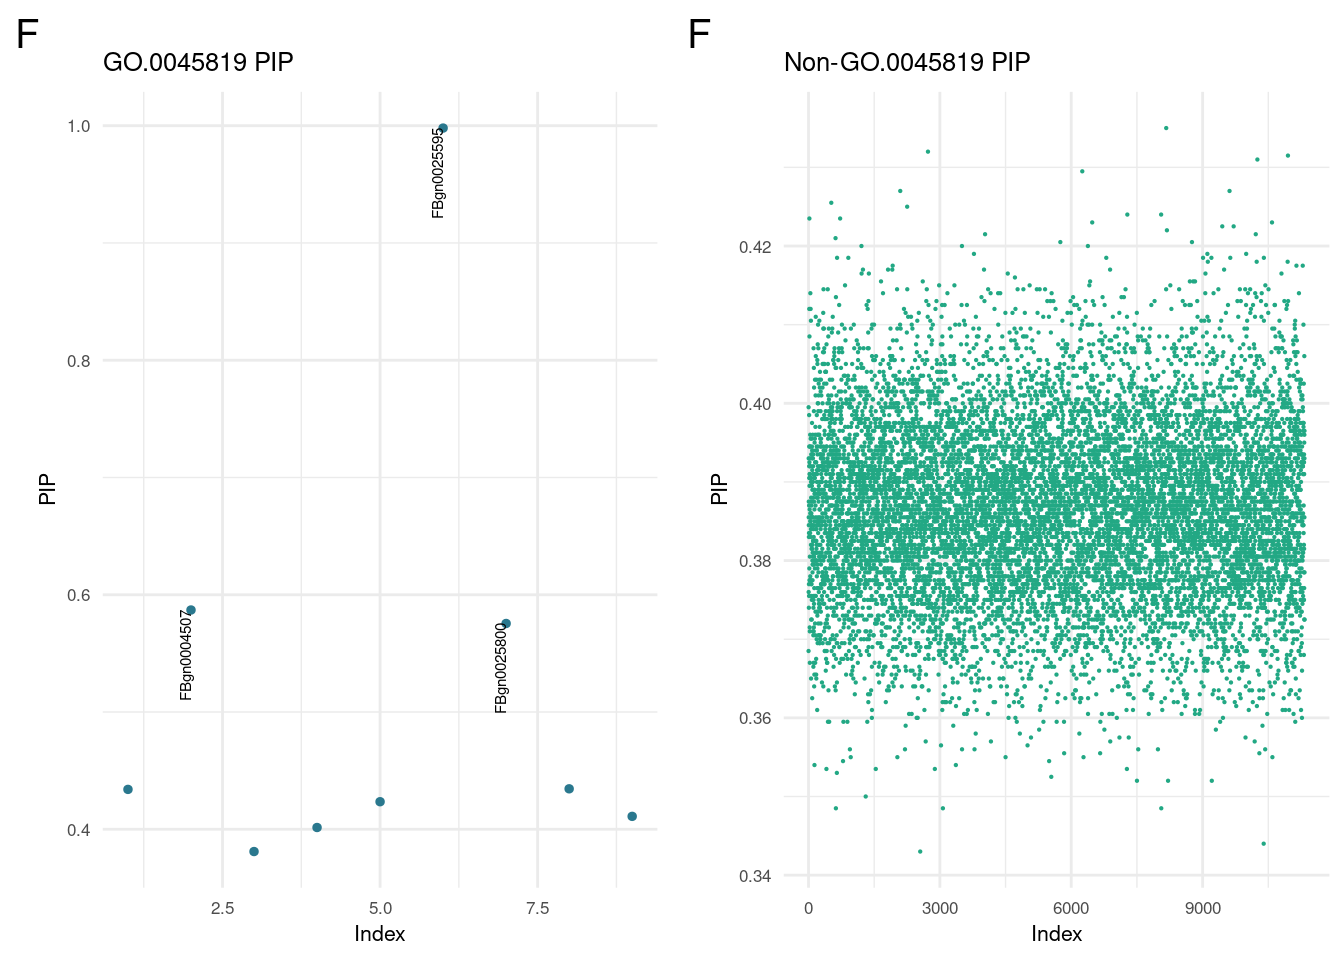 F
GO.0045819 PIP
PIP
1.0
0.8
0.6
0.4
FBgn0025595
FBgn0004507
FBgn0025800
2.5 5.0 7.5
Index
F
Non-GO.0045819 PIP
PIP
0.42
0.40
0.38
0.36
0.34
0 3000 6000 9000
Index